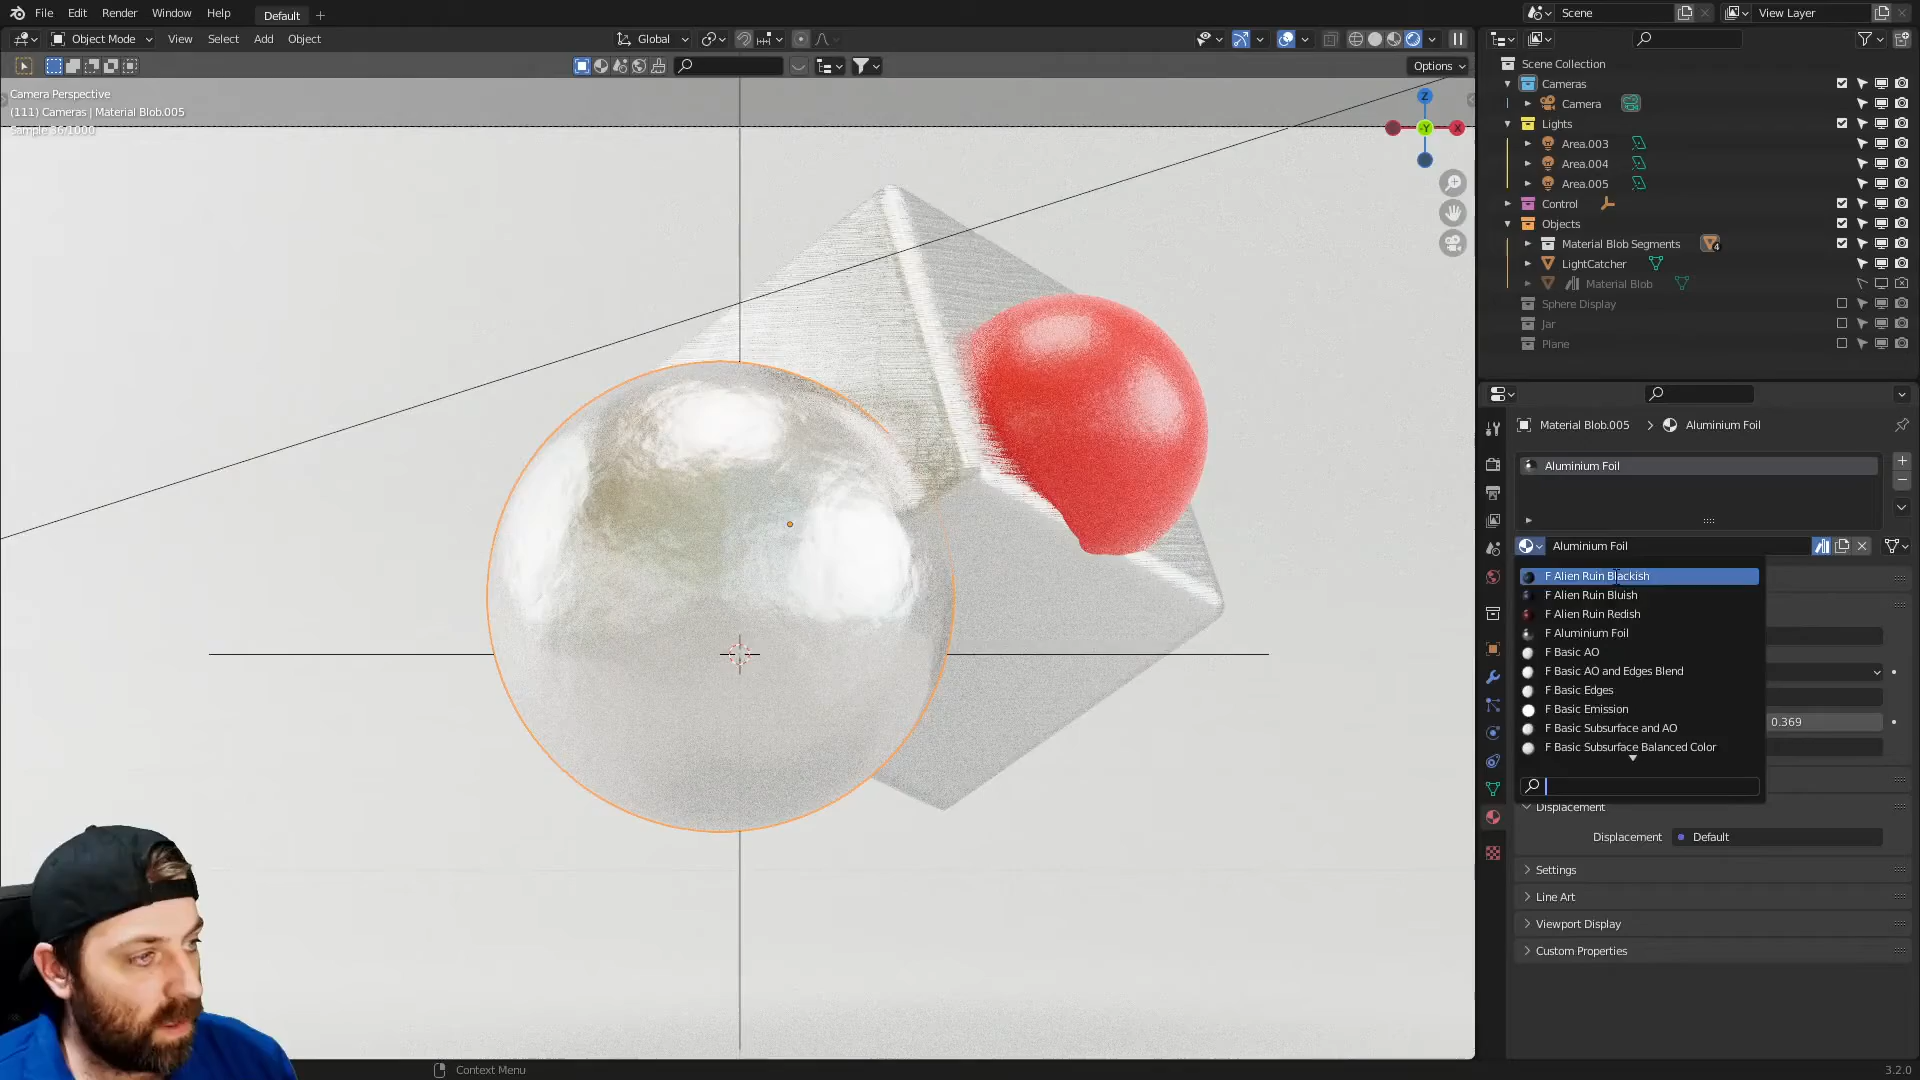 File Edit Render Window Help Default
Scene View Layer
Object Mode View Select Add Object Global
Options
Camera Perspective
(111) Cameras | Material Blob.005
Sample 36/1000
Z
Y X
Scene Collection
Cameras
Camera
Lights
Area.003
Area.004
Area.005
Control
Objects
Material Blob Segments 4
LightCatcher
Material Blob
Sphere Display
Jar
Plane
Material Blob.005 > Aluminium Foil
Aluminium Foil
Aluminium Foil
F Alien Ruin Blackish
F Alien Ruin Bluish
F Alien Ruin Redish
F Aluminium Foil
F Basic AO
F Basic AO and Edges Blend
F Basic Edges
F Basic Emission
0.369
F Basic Subsurface and AO
F Basic Subsurface Balanced Color
Displacement
Displacement Default
Settings
Line Art
Viewport Display
Custom Properties
Context Menu
3.2.0